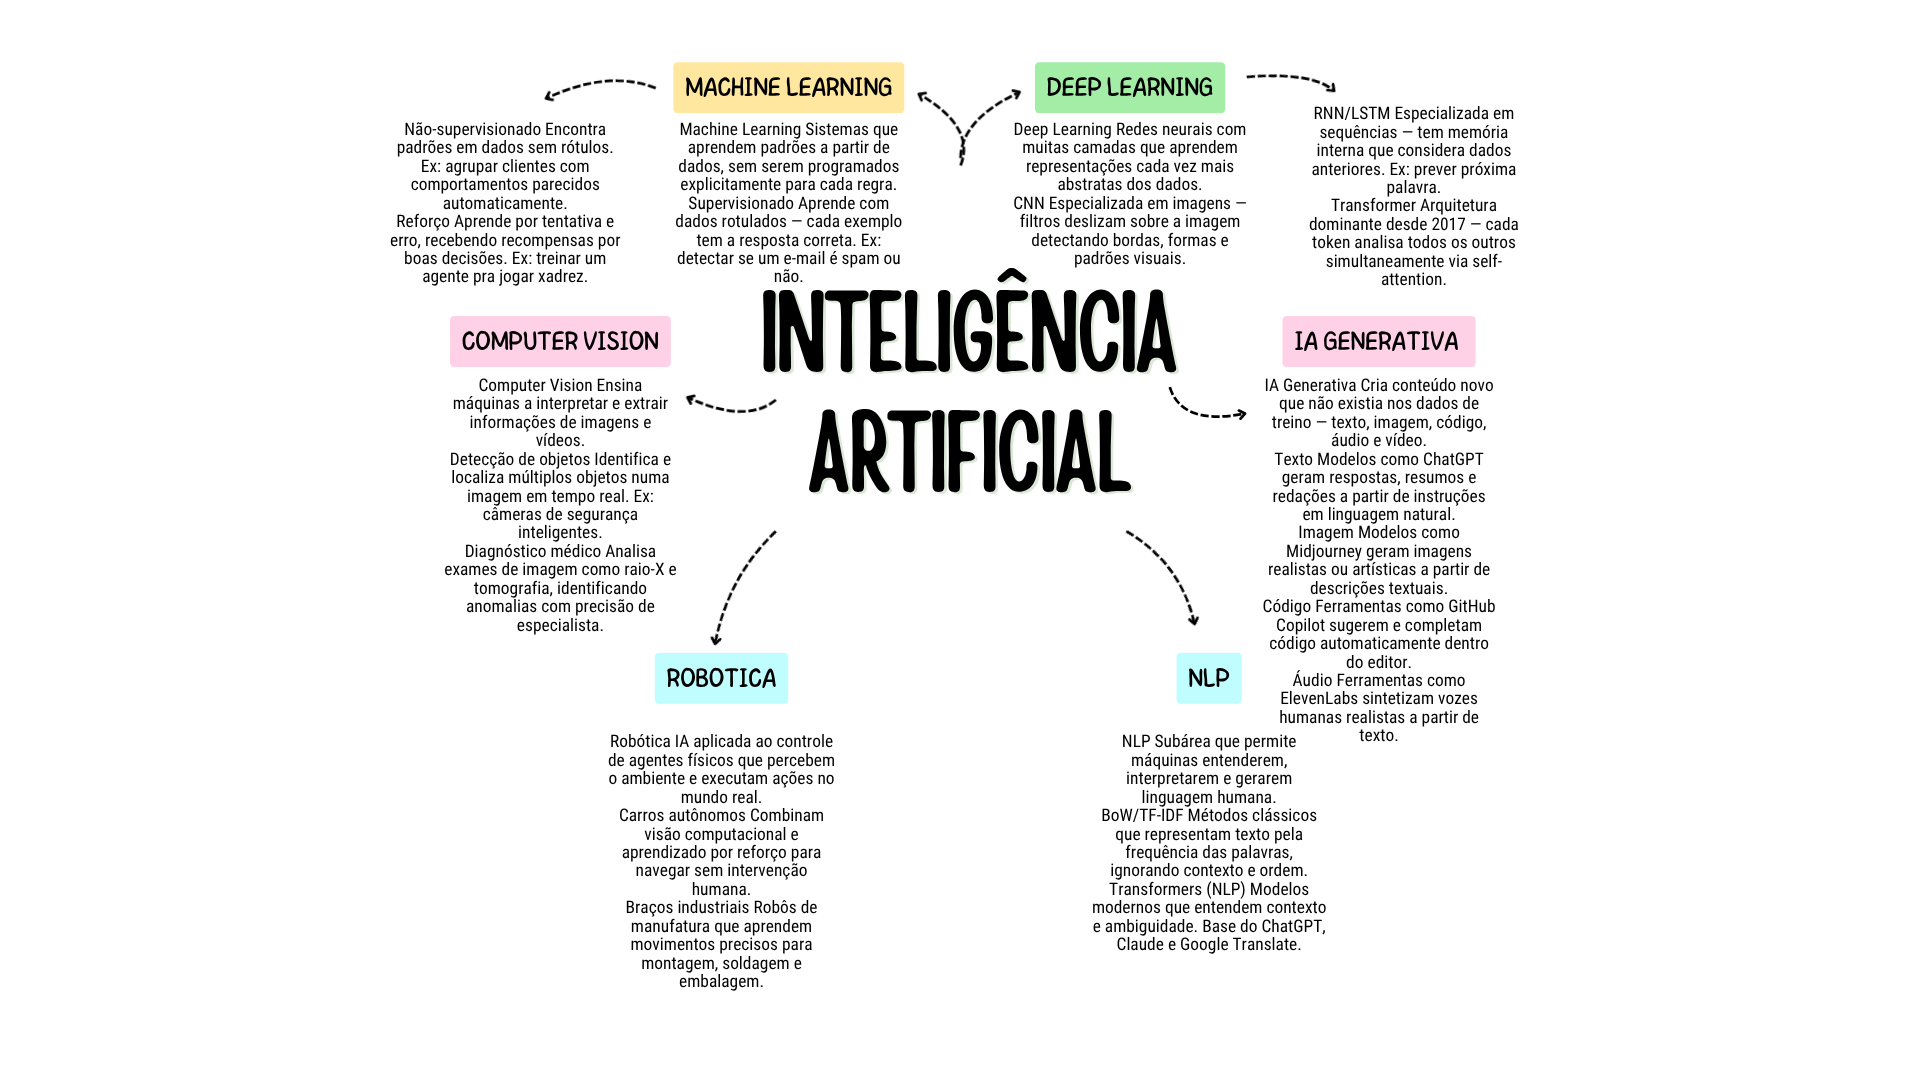 MACHINE LEARNING
Machine Learning Sistemas que
aprendem padrões a partir de
dados, sem serem programados
explicitamente para cada regra.
Supervisionado Aprende com
dados rotulados — cada exemplo
tem a resposta correta. Ex:
detectar se um e-mail é spam ou
não.
Não-supervisionado Encontra
padrões em dados sem rótulos.
Ex: agrupar clientes com
comportamentos parecidos
automaticamente.
Reforço Aprende por tentativa e
erro, recebendo recompensas por
boas decisões. Ex: treinar um
agente pra jogar xadrez.
DEEP LEARNING
Deep Learning Redes neurais com
muitas camadas que aprendem
representações cada vez mais
abstratas dos dados.
CNN Especializada em imagens —
filtros deslizam sobre a imagem
detectando bordas, formas e
padrões visuais.
RNN/LSTM Especializada em
sequências — tem memória
interna que considera dados
anteriores. Ex: prever próxima
palavra.
Transformer Arquitetura
dominante desde 2017 — cada
token analisa todos os outros
simultaneamente via self-
attention.
INTELIGÊNCIA
ARTIFICIAL
COMPUTER VISION
Computer Vision Ensina
máquinas a interpretar e extrair
informações de imagens e
vídeos.
Detecção de objetos Identifica e
localiza múltiplos objetos numa
imagem em tempo real. Ex:
câmeras de segurança
inteligentes.
Diagnóstico médico Analisa
exames de imagem como raio-X e
tomografia, identificando
anomalias com precisão de
especialista.
IA GENERATIVA
IA Generativa Cria conteúdo novo
que não existia nos dados de
treino — texto, imagem, código,
áudio e vídeo.
Texto Modelos como ChatGPT
geram respostas, resumos e
redações a partir de instruções
em linguagem natural.
Imagem Modelos como
Midjourney geram imagens
realistas ou artísticas a partir de
descrições textuais.
Código Ferramentas como GitHub
Copilot sugerem e completam
código automaticamente dentro
do editor.
Áudio Ferramentas como
ElevenLabs sintetizam vozes
humanas realistas a partir de
texto.
ROBOTICA
Robótica IA aplicada ao controle
de agentes físicos que percebem
o ambiente e executam ações no
mundo real.
Carros autônomos Combinam
visão computacional e
aprendizado por reforço para
navegar sem intervenção
humana.
Braços industriais Robôs de
manufatura que aprendem
movimentos precisos para
montagem, soldagem e
embalagem.
NLP
NLP Subárea que permite
máquinas entenderem,
interpretarem e gerarem
linguagem humana.
BoW/TF-IDF Métodos clássicos
que representam texto pela
frequência das palavras,
ignorando contexto e ordem.
Transformers (NLP) Modelos
modernos que entendem contexto
e ambiguidade. Base do ChatGPT,
Claude e Google Translate.